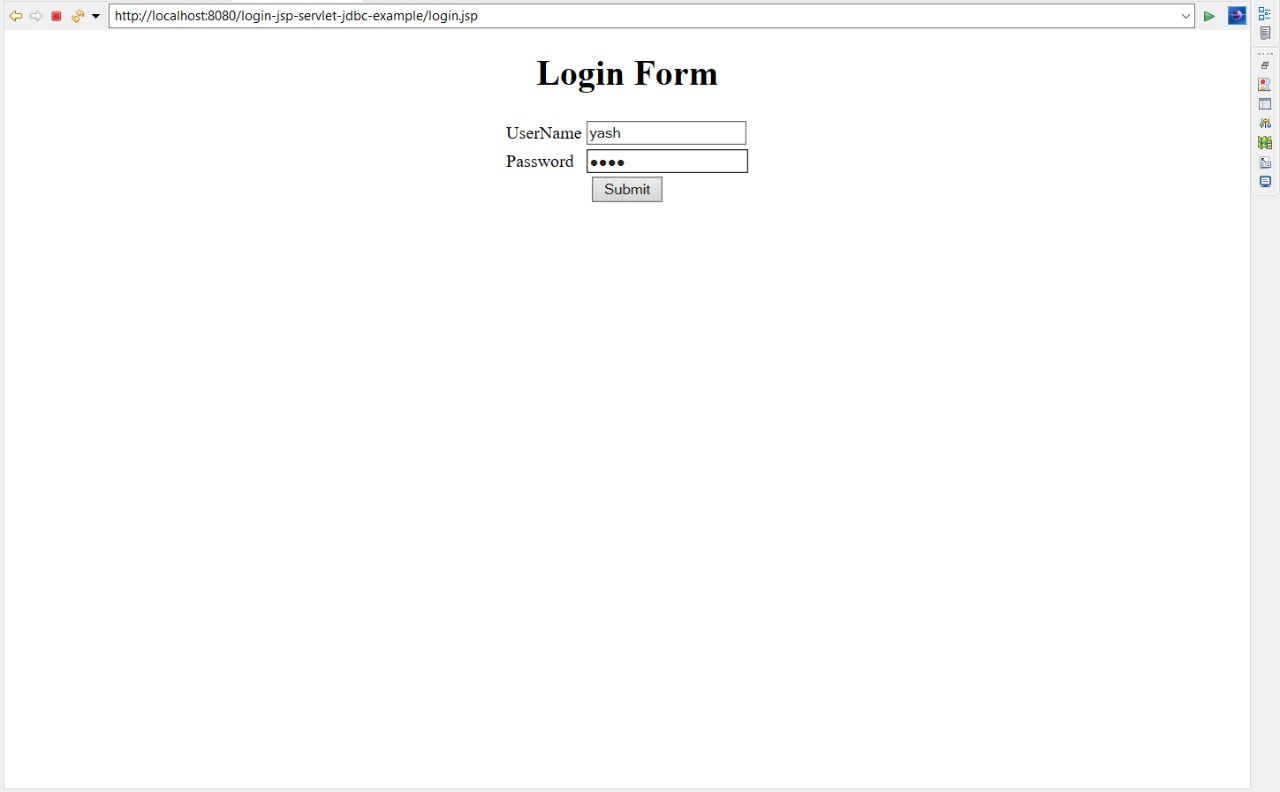 http://localhost:8080/login-jsp-servlet-jdbc-example/login.jsp
Login Form
UserName yash
Password ●●●●
Submit